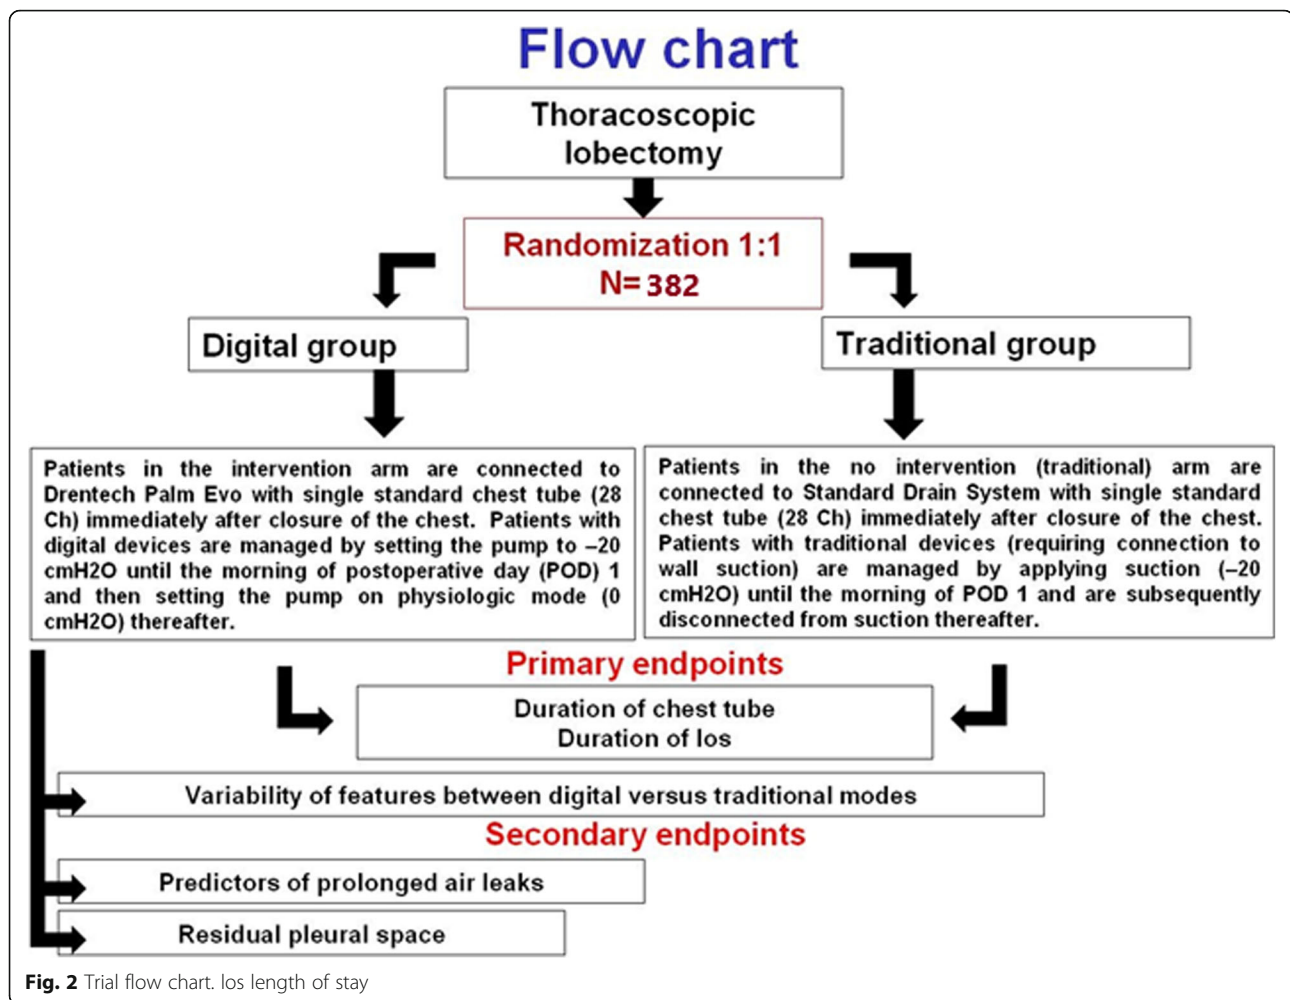 Flow chart
Thoracoscopic
lobectomy
Randomization 1:1
N= 382
Digital group
Traditional group
Patients in the intervention arm are connected to
Drentech Palm Evo with single standard chest tube (28
Ch) immediately after closure of the chest. Patients with
digital devices are managed by setting the pump to –20
cmH2O until the morning of postoperative day (POD) 1
and then setting the pump on physiologic mode (0
cmH2O) thereafter.
Patients in the no intervention (traditional) arm are
connected to Standard Drain System with single standard
chest tube (28 Ch) immediately after closure of the chest.
Patients with traditional devices (requiring connection to
wall suction) are managed by applying suction (–20
cmH2O) until the morning of POD 1 and are subsequently
disconnected from suction thereafter.
Primary endpoints
Duration of chest tube
Duration of los
Variability of features between digital versus traditional modes
Secondary endpoints
Predictors of prolonged air leaks
Residual pleural space
Fig. 2 Trial flow chart. los length of stay